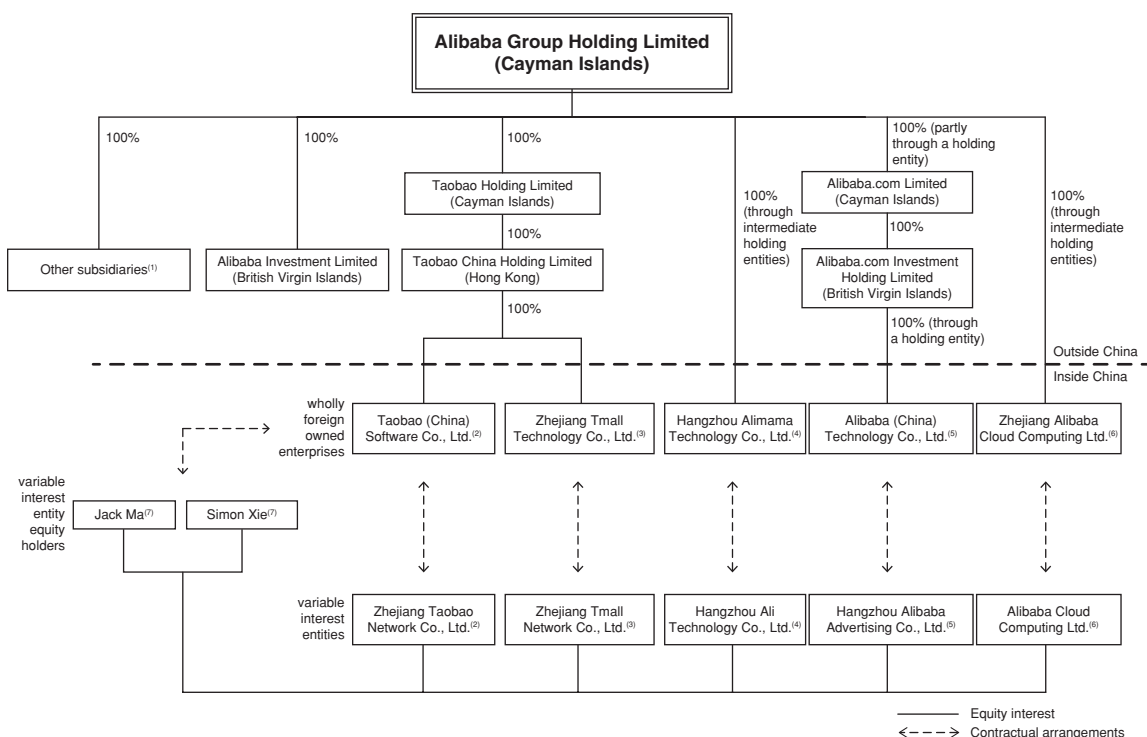 Alibaba Group Holding Limited
(Cayman Islands)
100%
100%
100%
100% (partly
through a holding
entity)
Taobao Holding Limited
(Cayman Islands)
Alibaba.com Limited
(Cayman Islands)
100%
(through
intermediate
holding
entities)
100%
(through
intermediate
holding
entities)
100%
100%
Other subsidiaries(1)
Alibaba Investment Limited
(British Virgin Islands)
Taobao China Holding Limited
(Hong Kong)
Alibaba.com Investment
Holding Limited
(British Virgin Islands)
100%
100% (through
a holding entity)
Outside China
Inside China
wholly
foreign
owned
enterprises
Taobao (China)
Software Co., Ltd.(2)
Zhejiang Tmall
Technology Co., Ltd.(3)
Hangzhou Alimama
Technology Co., Ltd.(4)
Alibaba (China)
Technology Co., Ltd.(5)
Zhejiang Alibaba
Cloud Computing Ltd.(6)
variable
interest
entity
equity
holders
Jack Ma(7)
Simon Xie(7)
variable
interest
entities
Zhejiang Taobao
Network Co., Ltd.(2)
Zhejiang Tmall
Network Co., Ltd.(3)
Hangzhou Ali
Technology Co., Ltd.(4)
Hangzhou Alibaba
Advertising Co., Ltd.(5)
Alibaba Cloud
Computing Ltd.(6)
Equity interest
Contractual arrangements